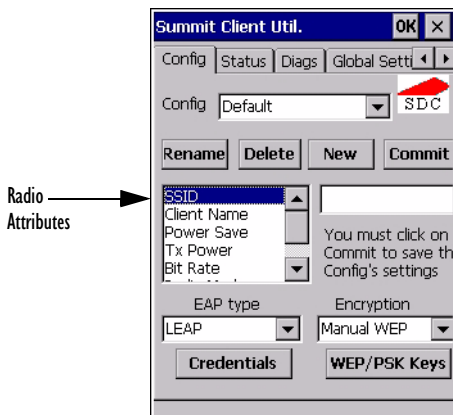 Summit Client Util. OK ×
Config Status Diags Global Setti
Config Default SDC
Rename Delete New Commit
Radio
Attributes
SSID
Client Name
Power Save
Tx Power
Bit Rate
You must click on
Commit to save th
Config's settings
EAP type Encryption
LEAP Manual WEP
Credentials WEP/PSK Keys